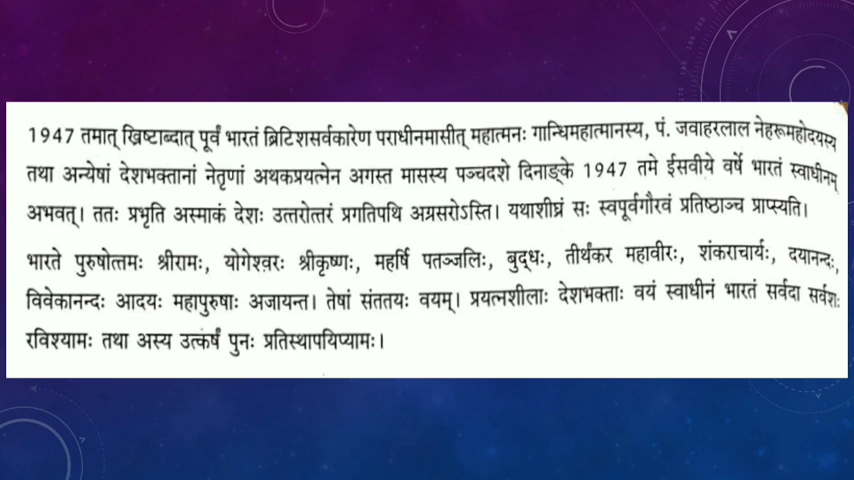 1947 तमात् ख्रिष्टाब्दात् पूर्वं भारतं ब्रिटिशसर्वकारेण पराधीनमासीत् महात्मनः गान्धिमहात्मानस्य, पं. जवाहरलाल नेहरूमहोदयस्य
तथा अन्येषां देशभक्तानां नेतृणां अथकप्रयत्नेन अगस्त मासस्य पञ्चदशे दिनाङ्के 1947 तमे ईसवीये वर्षे भारतं स्वाधीनम्
अभवत्। ततः प्रभृति अस्माकं देशः उत्तरोत्तरं प्रगतिपथि अग्रसरोऽस्ति। यथाशीघ्रं सः स्वपूर्वगौरवं प्रतिष्ठाञ्च प्राप्स्यति।
भारते पुरुषोत्तमः श्रीरामः, योगेश्वरः श्रीकृष्णः, महर्षि पतञ्जलिः, बुद्धः, तीर्थंकर महावीरः, शंकराचार्यः, दयानन्दः,
विवेकानन्दः आदयः महापुरुषाः अजायन्त। तेषां संततयः वयम्। प्रयत्नशीलाः देशभक्ताः वयं स्वाधीनं भारतं सर्वदा सर्वशः
रविश्यामः तथा अस्य उत्कर्षं पुनः प्रतिस्थापयिप्यामः।